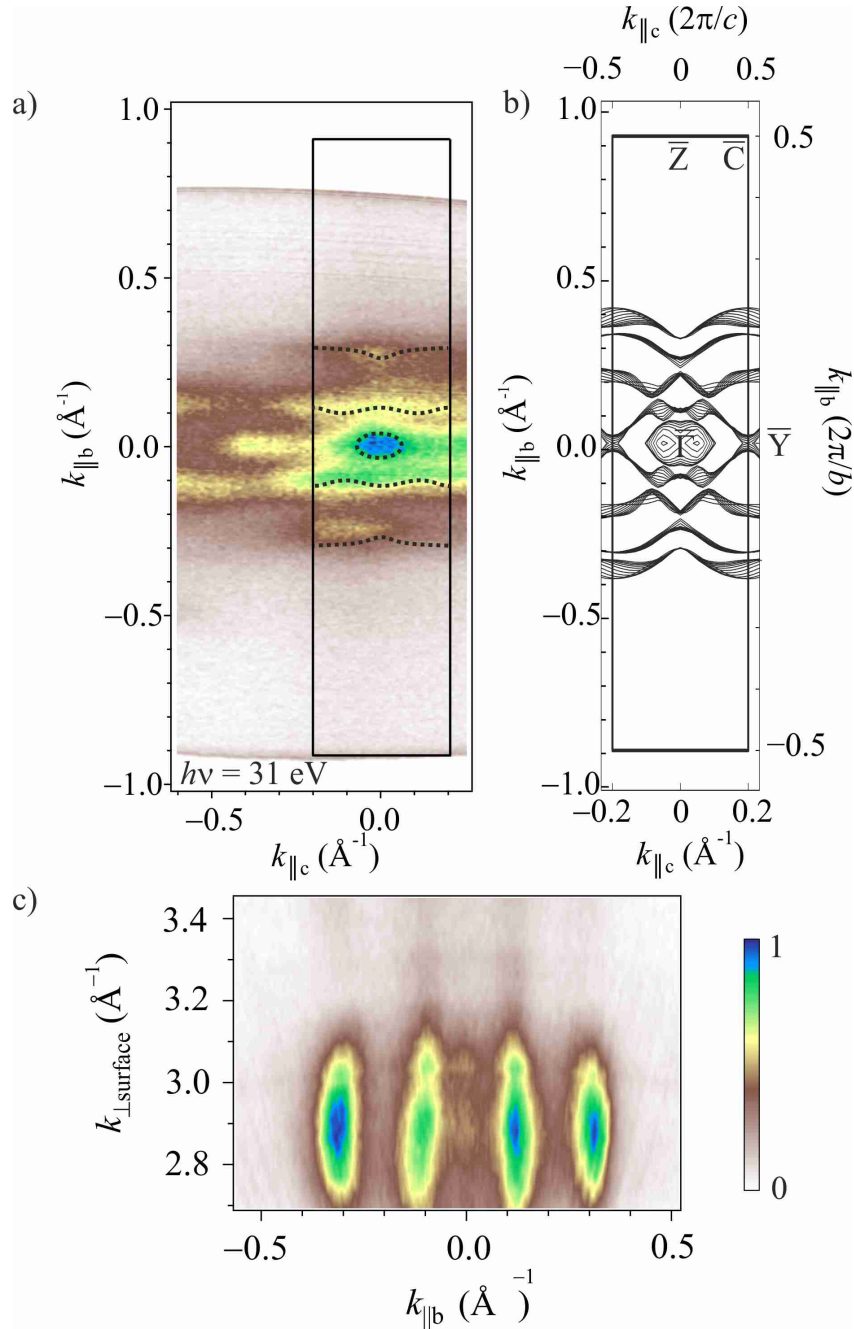 k∥c (2π/c)
−0.5 0 0.5
a)
b)
1.0
0.5
0.0
−0.5
−1.0
k∥b (Å⁻¹)
hν = 31 eV
−0.5 0.0
k∥c (Å⁻¹)
1.0
0.5
0.0
−0.5
−1.0
k∥b (Å⁻¹)
Z̅ C̅
Γ̅
Y̅
0.5
−0.5
k∥b (2π/b)
−0.2 0 0.2
k∥c (Å⁻¹)
c)
3.4
3.2
3.0
2.8
k⊥surface (Å⁻¹)
−0.5 0.0 0.5
k∥b (Å )⁻¹
1
0